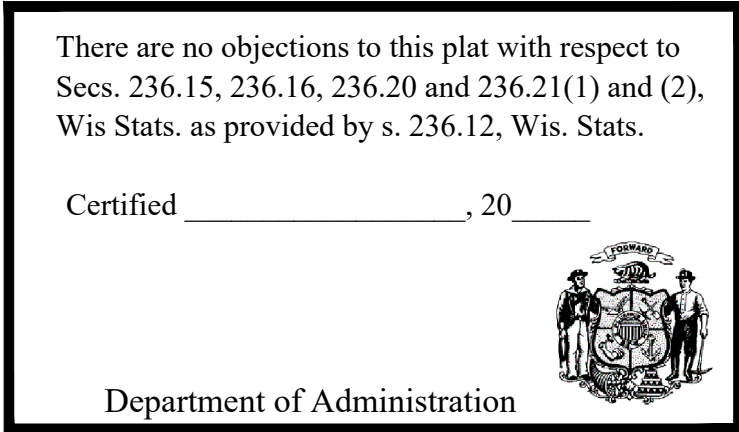 There are no objections to this plat with respect to
Secs. 236.15, 236.16, 236.20 and 236.21(1) and (2),
Wis Stats. as provided by s. 236.12, Wis. Stats.
Certified __________________, 20_____
FORWARD
Department of Administration